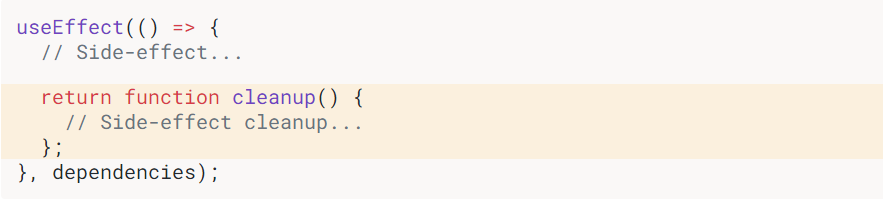 useEffect(() => {
  // Side-effect...
  return function cleanup() {
    // Side-effect cleanup...
  };
}, dependencies);